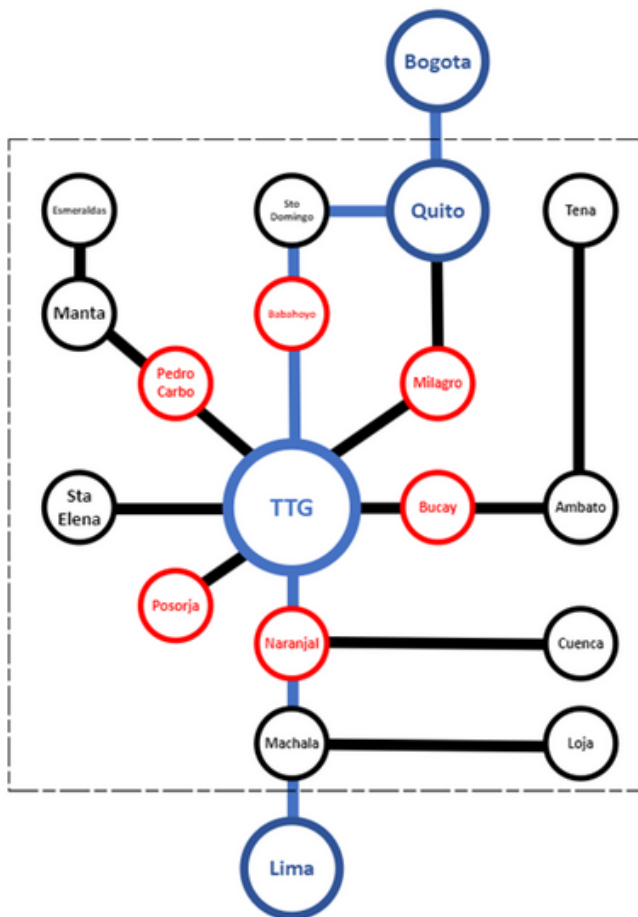 Bogota
Esmeraldas
Sto
Domingo
Quito
Tena
Manta
Babahoyo
Pedro
Carbo
Milagro
Sta
Elena
TTG
Bucay
Ambato
Posorja
Naranjal
Cuenca
Machala
Loja
Lima